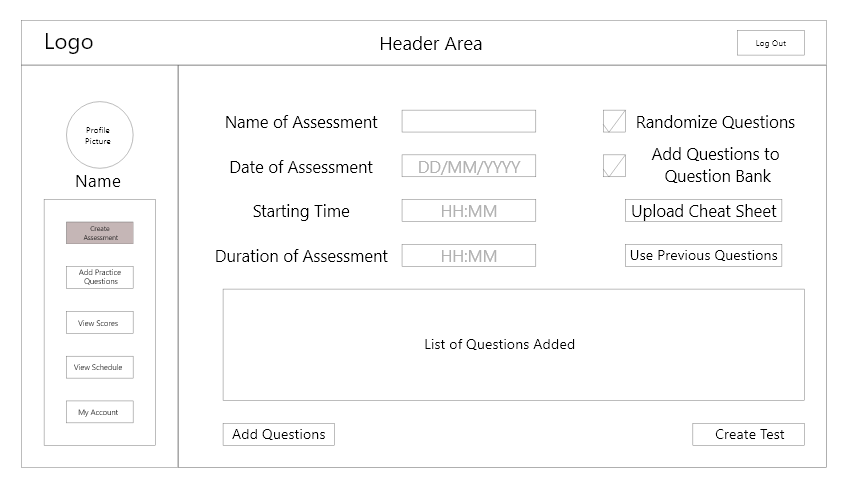 Logo
Header Area
Log Out
Profile
Picture
Name
Create
Assessment
Add Practice
Questions
View Scores
View Schedule
My Account
Name of Assessment
Randomize Questions
Date of Assessment
DD/MM/YYYY
Add Questions to
Question Bank
Starting Time
HH:MM
Upload Cheat Sheet
Duration of Assessment
HH:MM
Use Previous Questions
List of Questions Added
Add Questions
Create Test